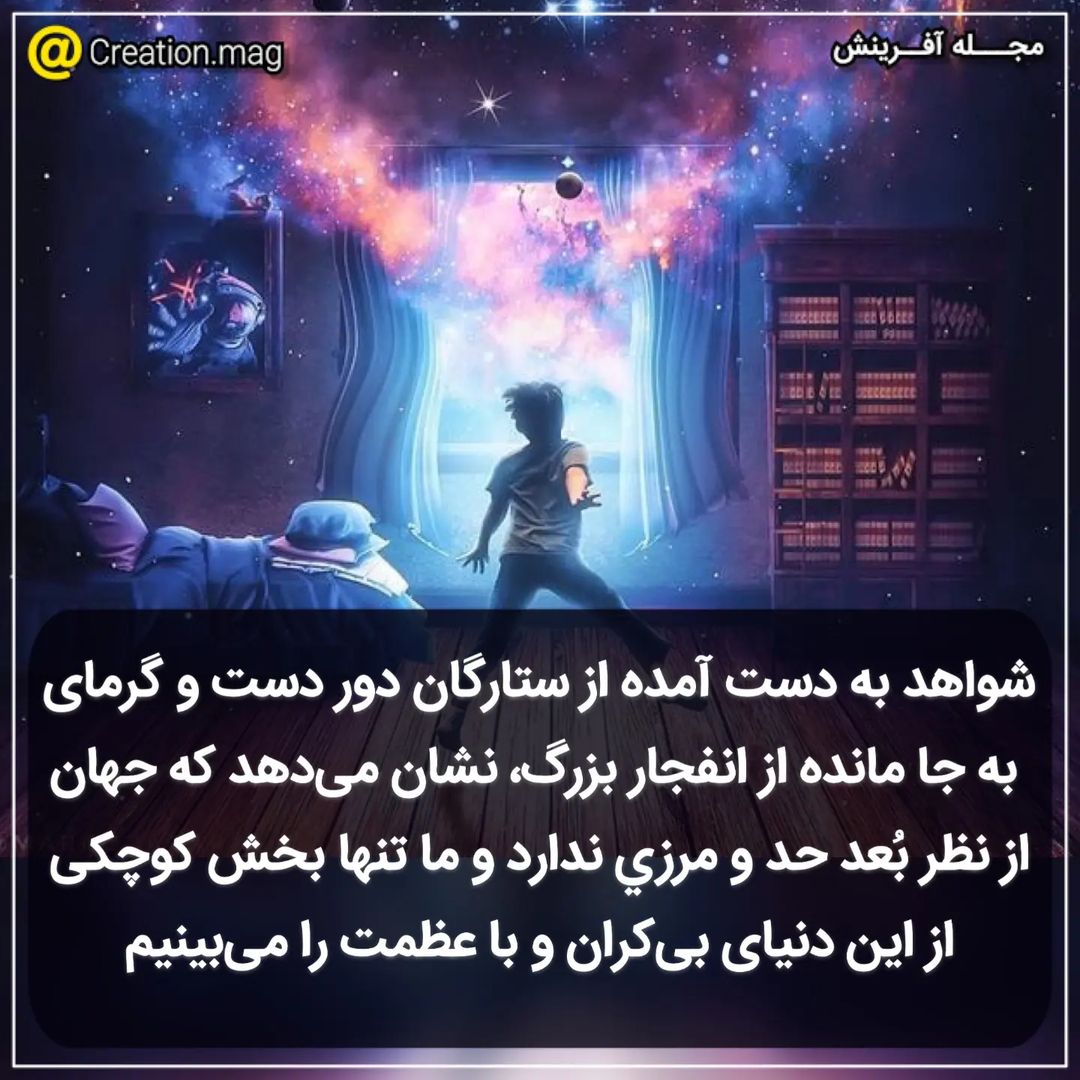 @ Creation.mag
مجـــله آفــرینش
شواهد به دست آمده از ستارگان دور دست و گرمای
به جا مانده از انفجار بزرگ، نشان می‌دهد که جهان
از نظر بُعد حد و مرزي ندارد و ما تنها بخش کوچکی
از این دنیای بی‌کران و با عظمت را می‌بینیم